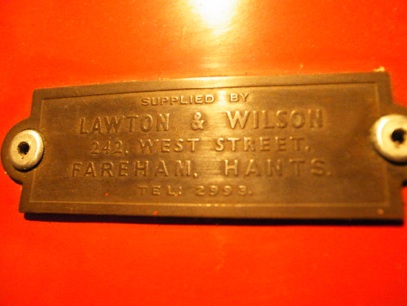 SUPPLIED BY
LAWTON & WILSON
242, WEST STREET,
FAREHAM, HANTS.
TEL: 2993.